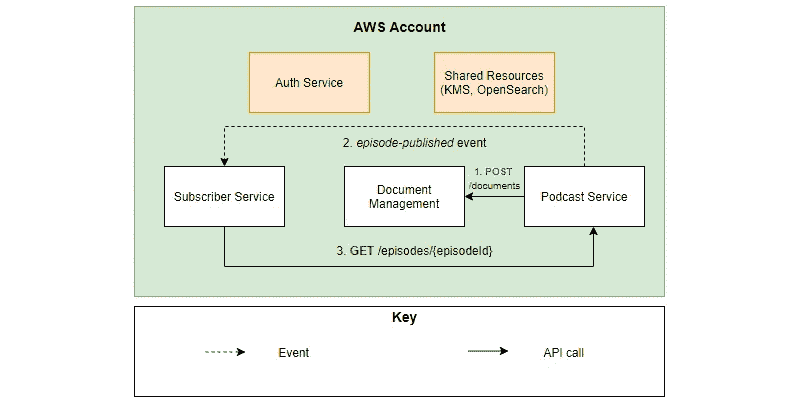 AWS Account
Auth Service
Shared Resources
(KMS, OpenSearch)
2. episode-published event
Subscriber Service
Document
Management
1. POST
/documents
Podcast Service
3. GET /episodes/{episodeId}
Key
Event
API call